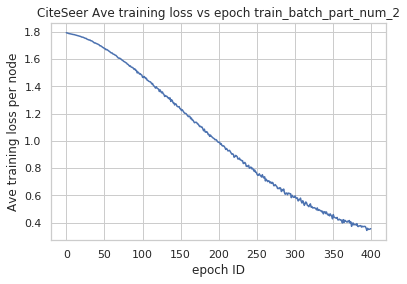 CiteSeer Ave training loss vs epoch train_batch_part_num_2
1.8
1.6
1.4
1.2
1.0
0.8
0.6
0.4
Ave training loss per node
0 50 100 150 200 250 300 350 400
epoch ID